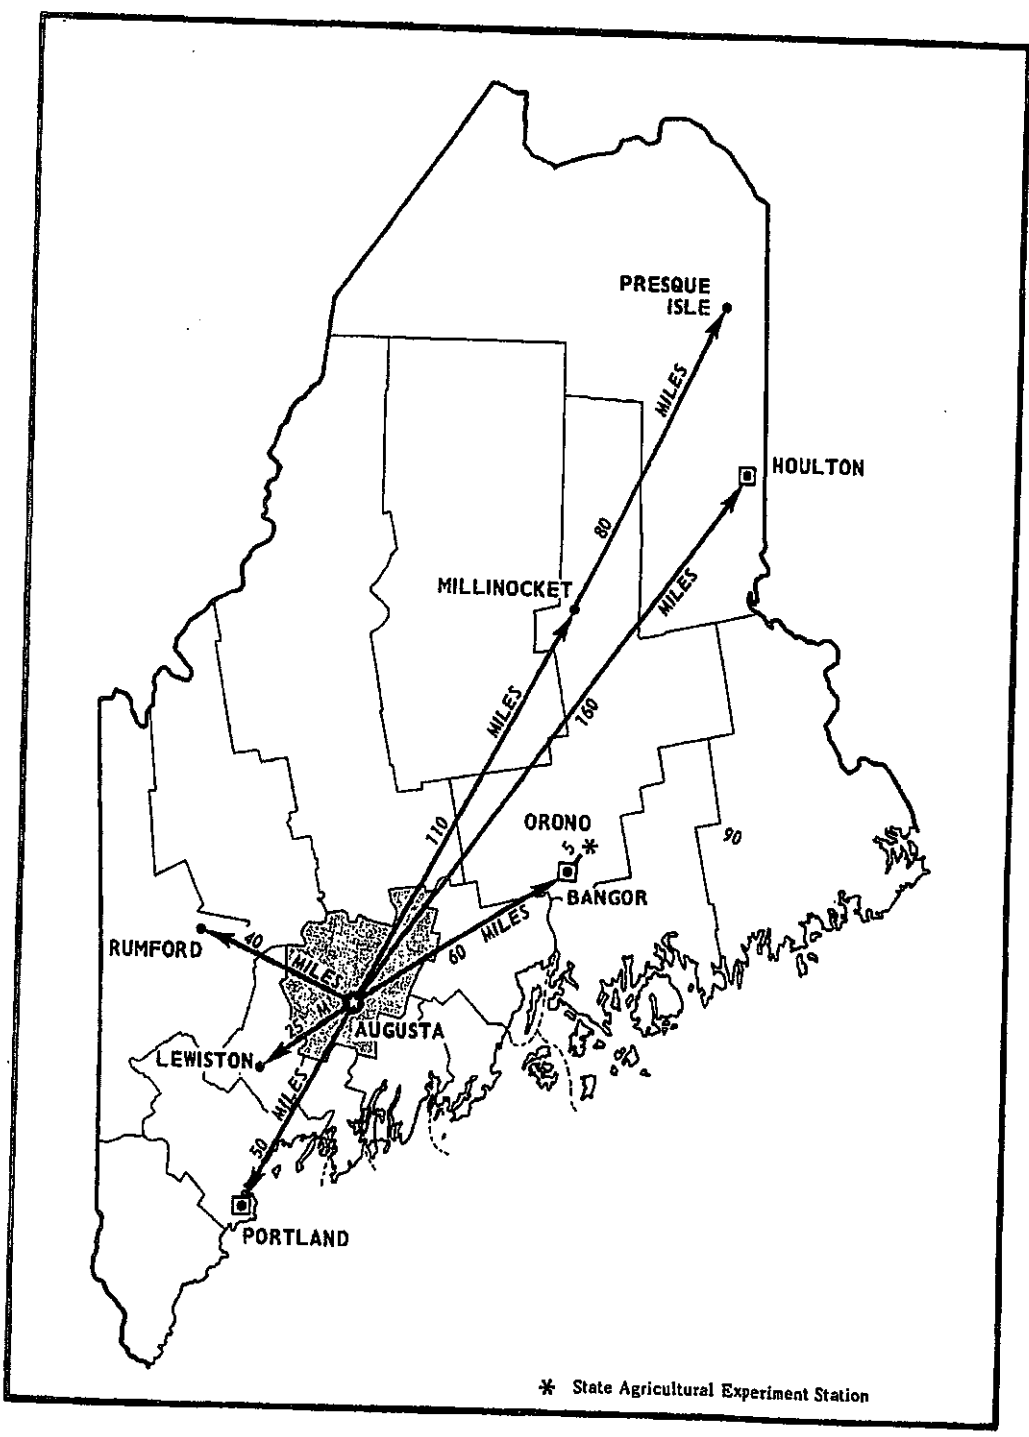 PRESQUE
ISLE
MILES
HOULTON
80
MILLINOCKET
MILES
MILES
160
110
ORONO
5 *
90
BANGOR
MILES
60
RUMFORD
40
MILES
25 M
AUGUSTA
LEWISTON
MILES
50
PORTLAND
* State Agricultural Experiment Station